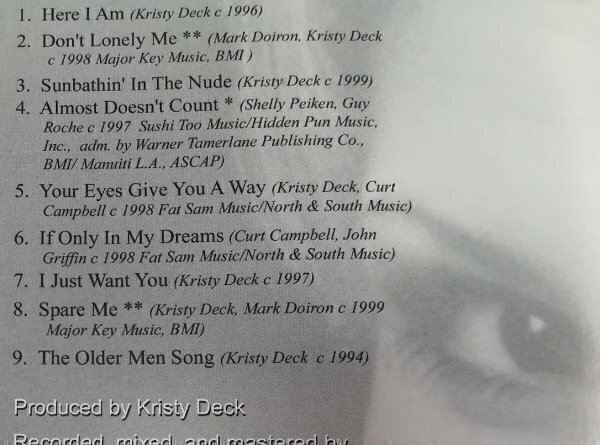 1. Here I Am (Kristy Deck c 1996)
2. Don't Lonely Me ** (Mark Doiron, Kristy Deck
c 1998 Major Key Music, BMI )
3. Sunbathin' In The Nude (Kristy Deck c 1999)
4. Almost Doesn't Count * (Shelly Peiken, Guy
Roche c 1997 Sushi Too Music/Hidden Pun Music,
Inc., adm. by Warner Tamerlane Publishing Co.,
BMI/ Manuiti L.A., ASCAP)
5. Your Eyes Give You A Way (Kristy Deck, Curt
Campbell c 1998 Fat Sam Music/North & South Music)
6. If Only In My Dreams (Curt Campbell, John
Griffin c 1998 Fat Sam Music/North & South Music)
7. I Just Want You (Kristy Deck c 1997)
8. Spare Me ** (Kristy Deck, Mark Doiron c 1999
Major Key Music, BMI)
9. The Older Men Song (Kristy Deck c 1994)
Produced by Kristy Deck
Recorded, mixed, and mastered by